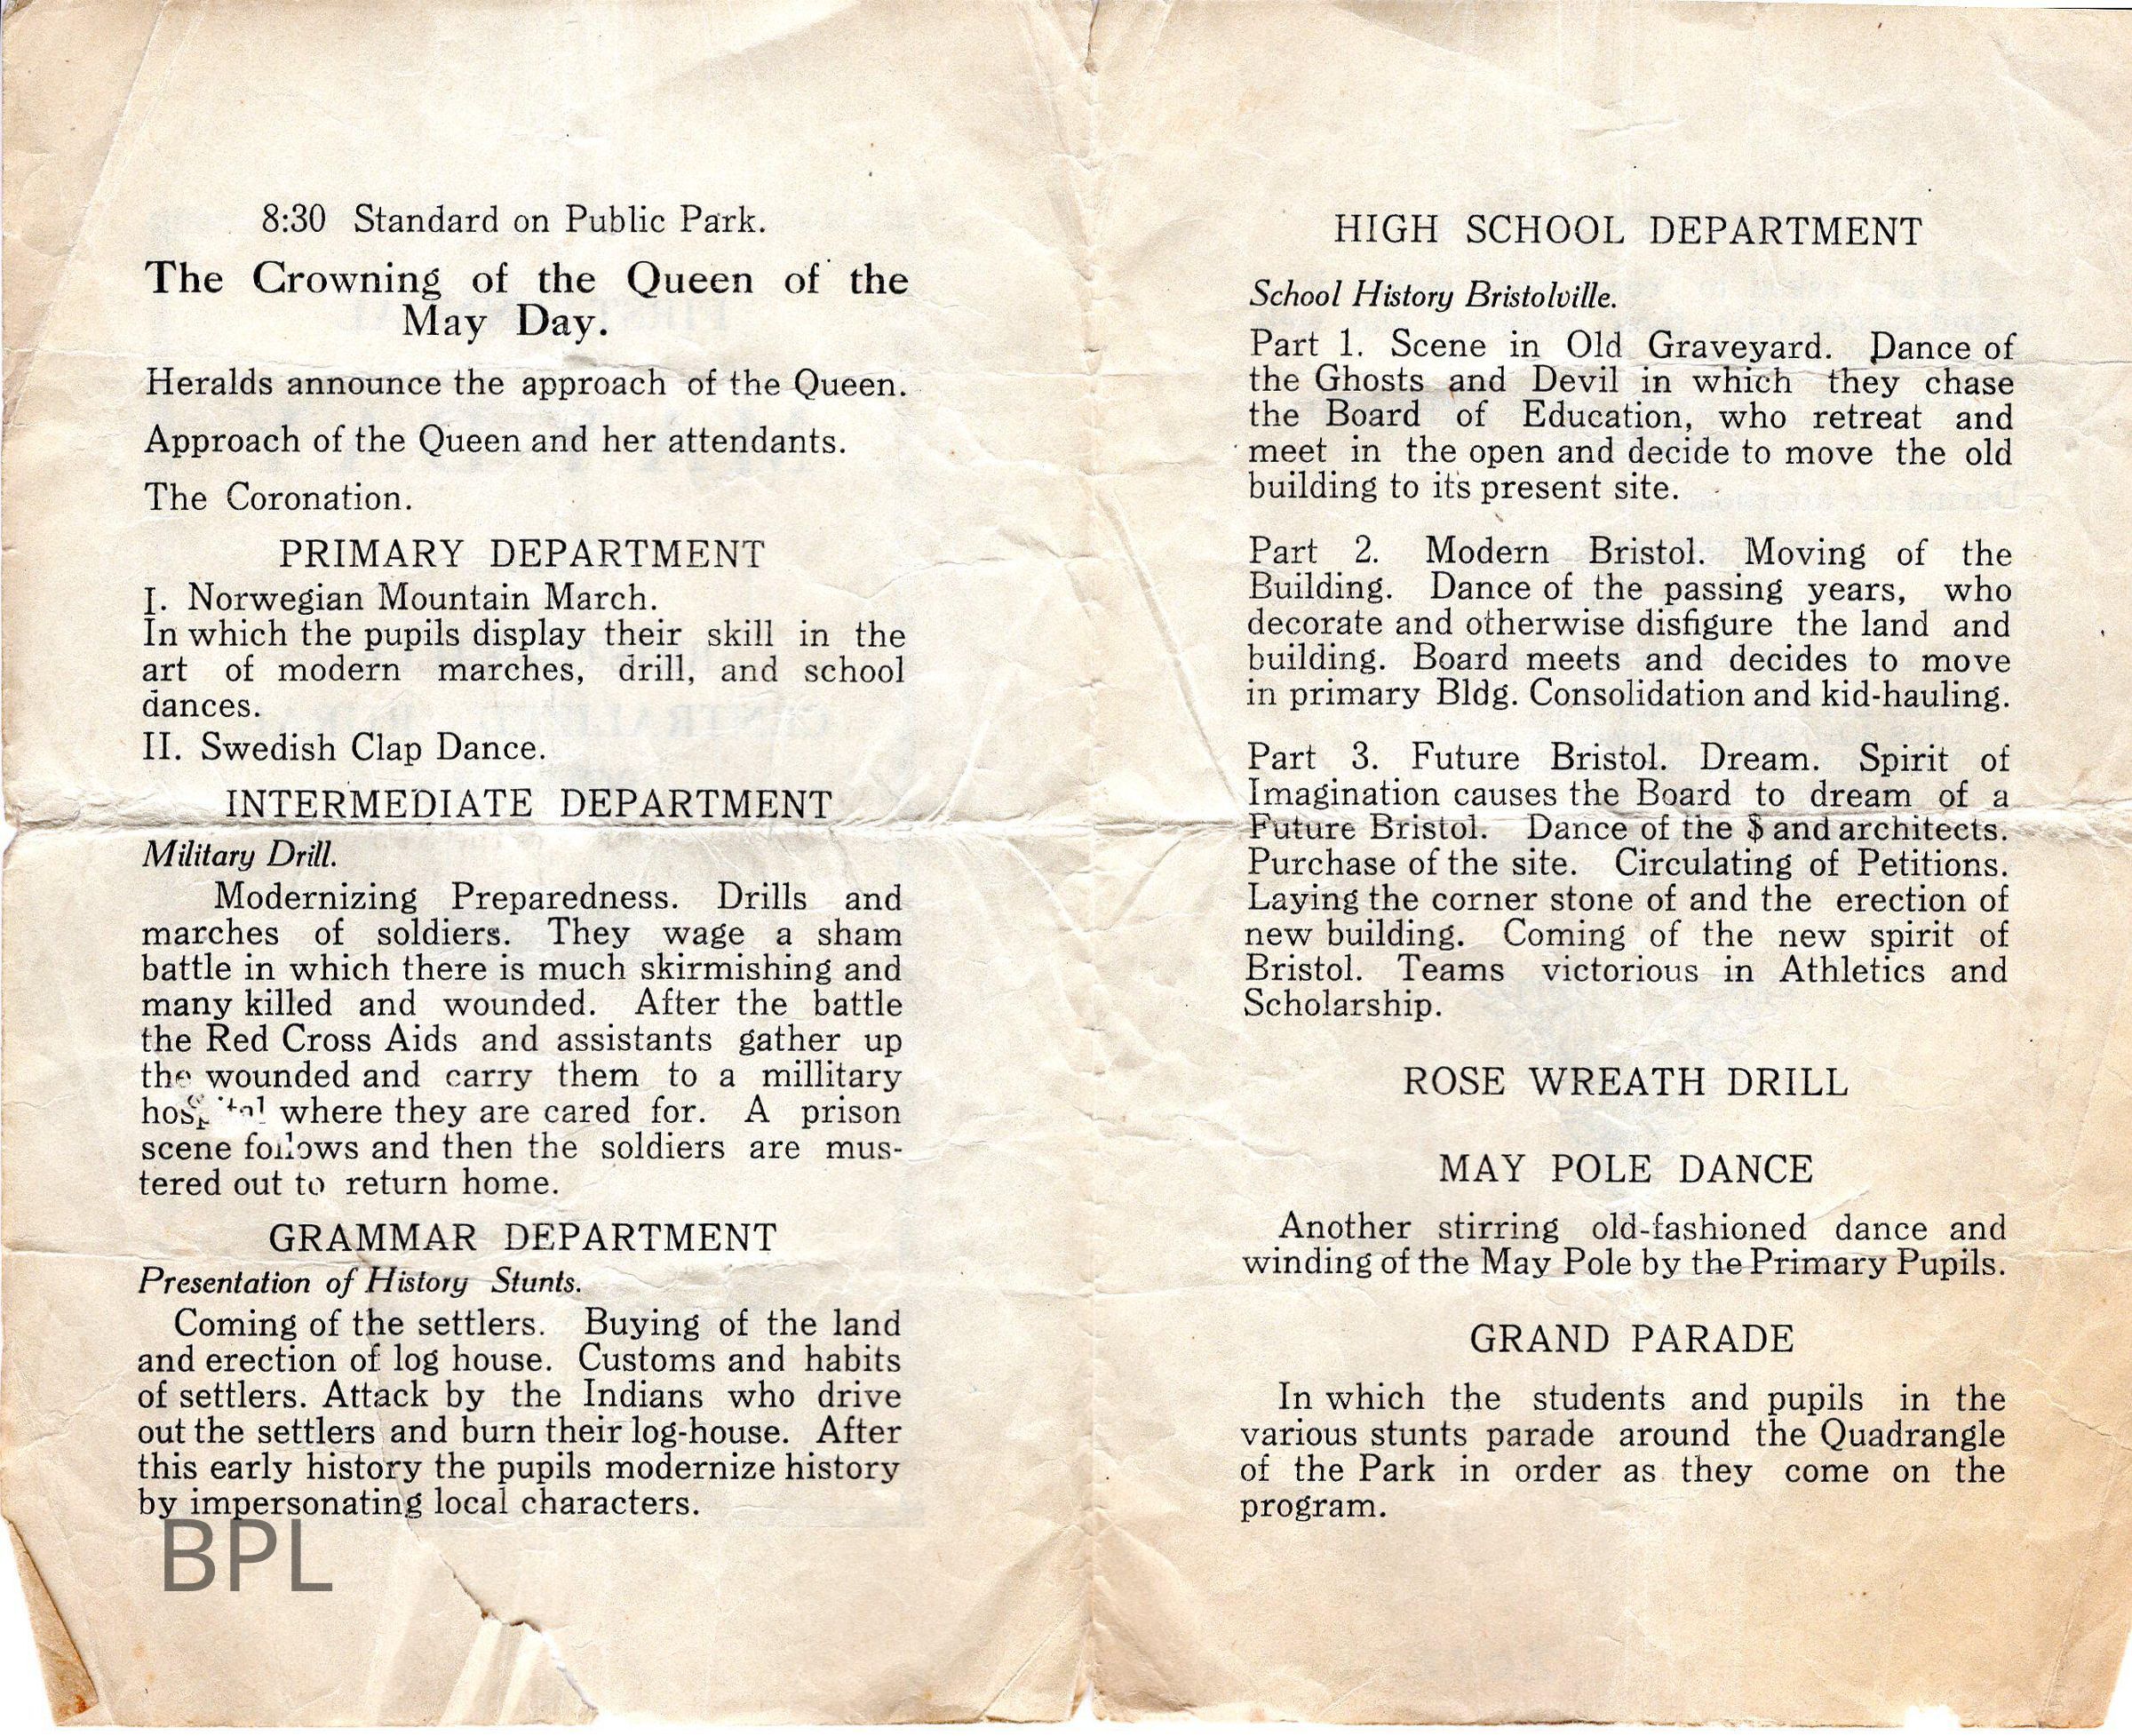 8:30 Standard on Public Park.
The Crowning of the Queen of the
May Day.
Heralds announce the approach of the Queen.
Approach of the Queen and her attendants.
The Coronation.
PRIMARY DEPARTMENT
I. Norwegian Mountain March.
In which the pupils display their skill in the
art of modern marches, drill, and school
dances.
II. Swedish Clap Dance.
INTERMEDIATE DEPARTMENT
Military Drill.
Modernizing Preparedness. Drills and
marches of soldiers. They wage a sham
battle in which there is much skirmishing and
many killed and wounded. After the battle
the Red Cross Aids and assistants gather up
the wounded and carry them to a millitary
hospital where they are cared for. A prison
scene follows and then the soldiers are mus-
tered out to return home.
GRAMMAR DEPARTMENT
Presentation of History Stunts.
Coming of the settlers. Buying of the land
and erection of log house. Customs and habits
of settlers. Attack by the Indians who drive
out the settlers and burn their log-house. After
this early history the pupils modernize history
by impersonating local characters.
BPL
HIGH SCHOOL DEPARTMENT
School History Bristolville.
Part 1. Scene in Old Graveyard. Dance of
the Ghosts and Devil in which they chase
the Board of Education, who retreat and
meet in the open and decide to move the old
building to its present site.
Part 2. Modern Bristol. Moving of the
Building. Dance of the passing years, who
decorate and otherwise disfigure the land and
building. Board meets and decides to move
in primary Bldg. Consolidation and kid-hauling.
Part 3. Future Bristol. Dream. Spirit of
Imagination causes the Board to dream of a
Future Bristol. Dance of the $ and architects.
Purchase of the site. Circulating of Petitions.
Laying the corner stone of and the erection of
new building. Coming of the new spirit of
Bristol. Teams victorious in Athletics and
Scholarship.
ROSE WREATH DRILL
MAY POLE DANCE
Another stirring old-fashioned dance and
winding of the May Pole by the Primary Pupils.
GRAND PARADE
In which the students and pupils in the
various stunts parade around the Quadrangle
of the Park in order as they come on the
program.